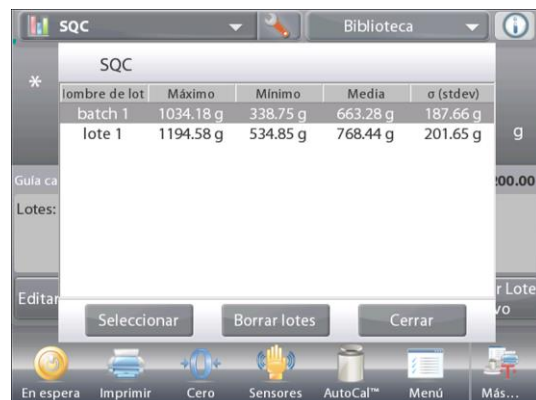 SQC Biblioteca
SQC
*
lombre de lot Máximo Mínimo Media σ (stdev)
batch 1 1034.18 g 338.75 g 663.28 g 187.66 g
lote 1 1194.58 g 534.85 g 768.44 g 201.65 g
g
Guía ca 200.00
Lotes:
Editar r Lote
vo
Seleccionar Borrar lotes Cerrar
En espera Imprimir Cero Sensores AutoCal™ Menú Más...